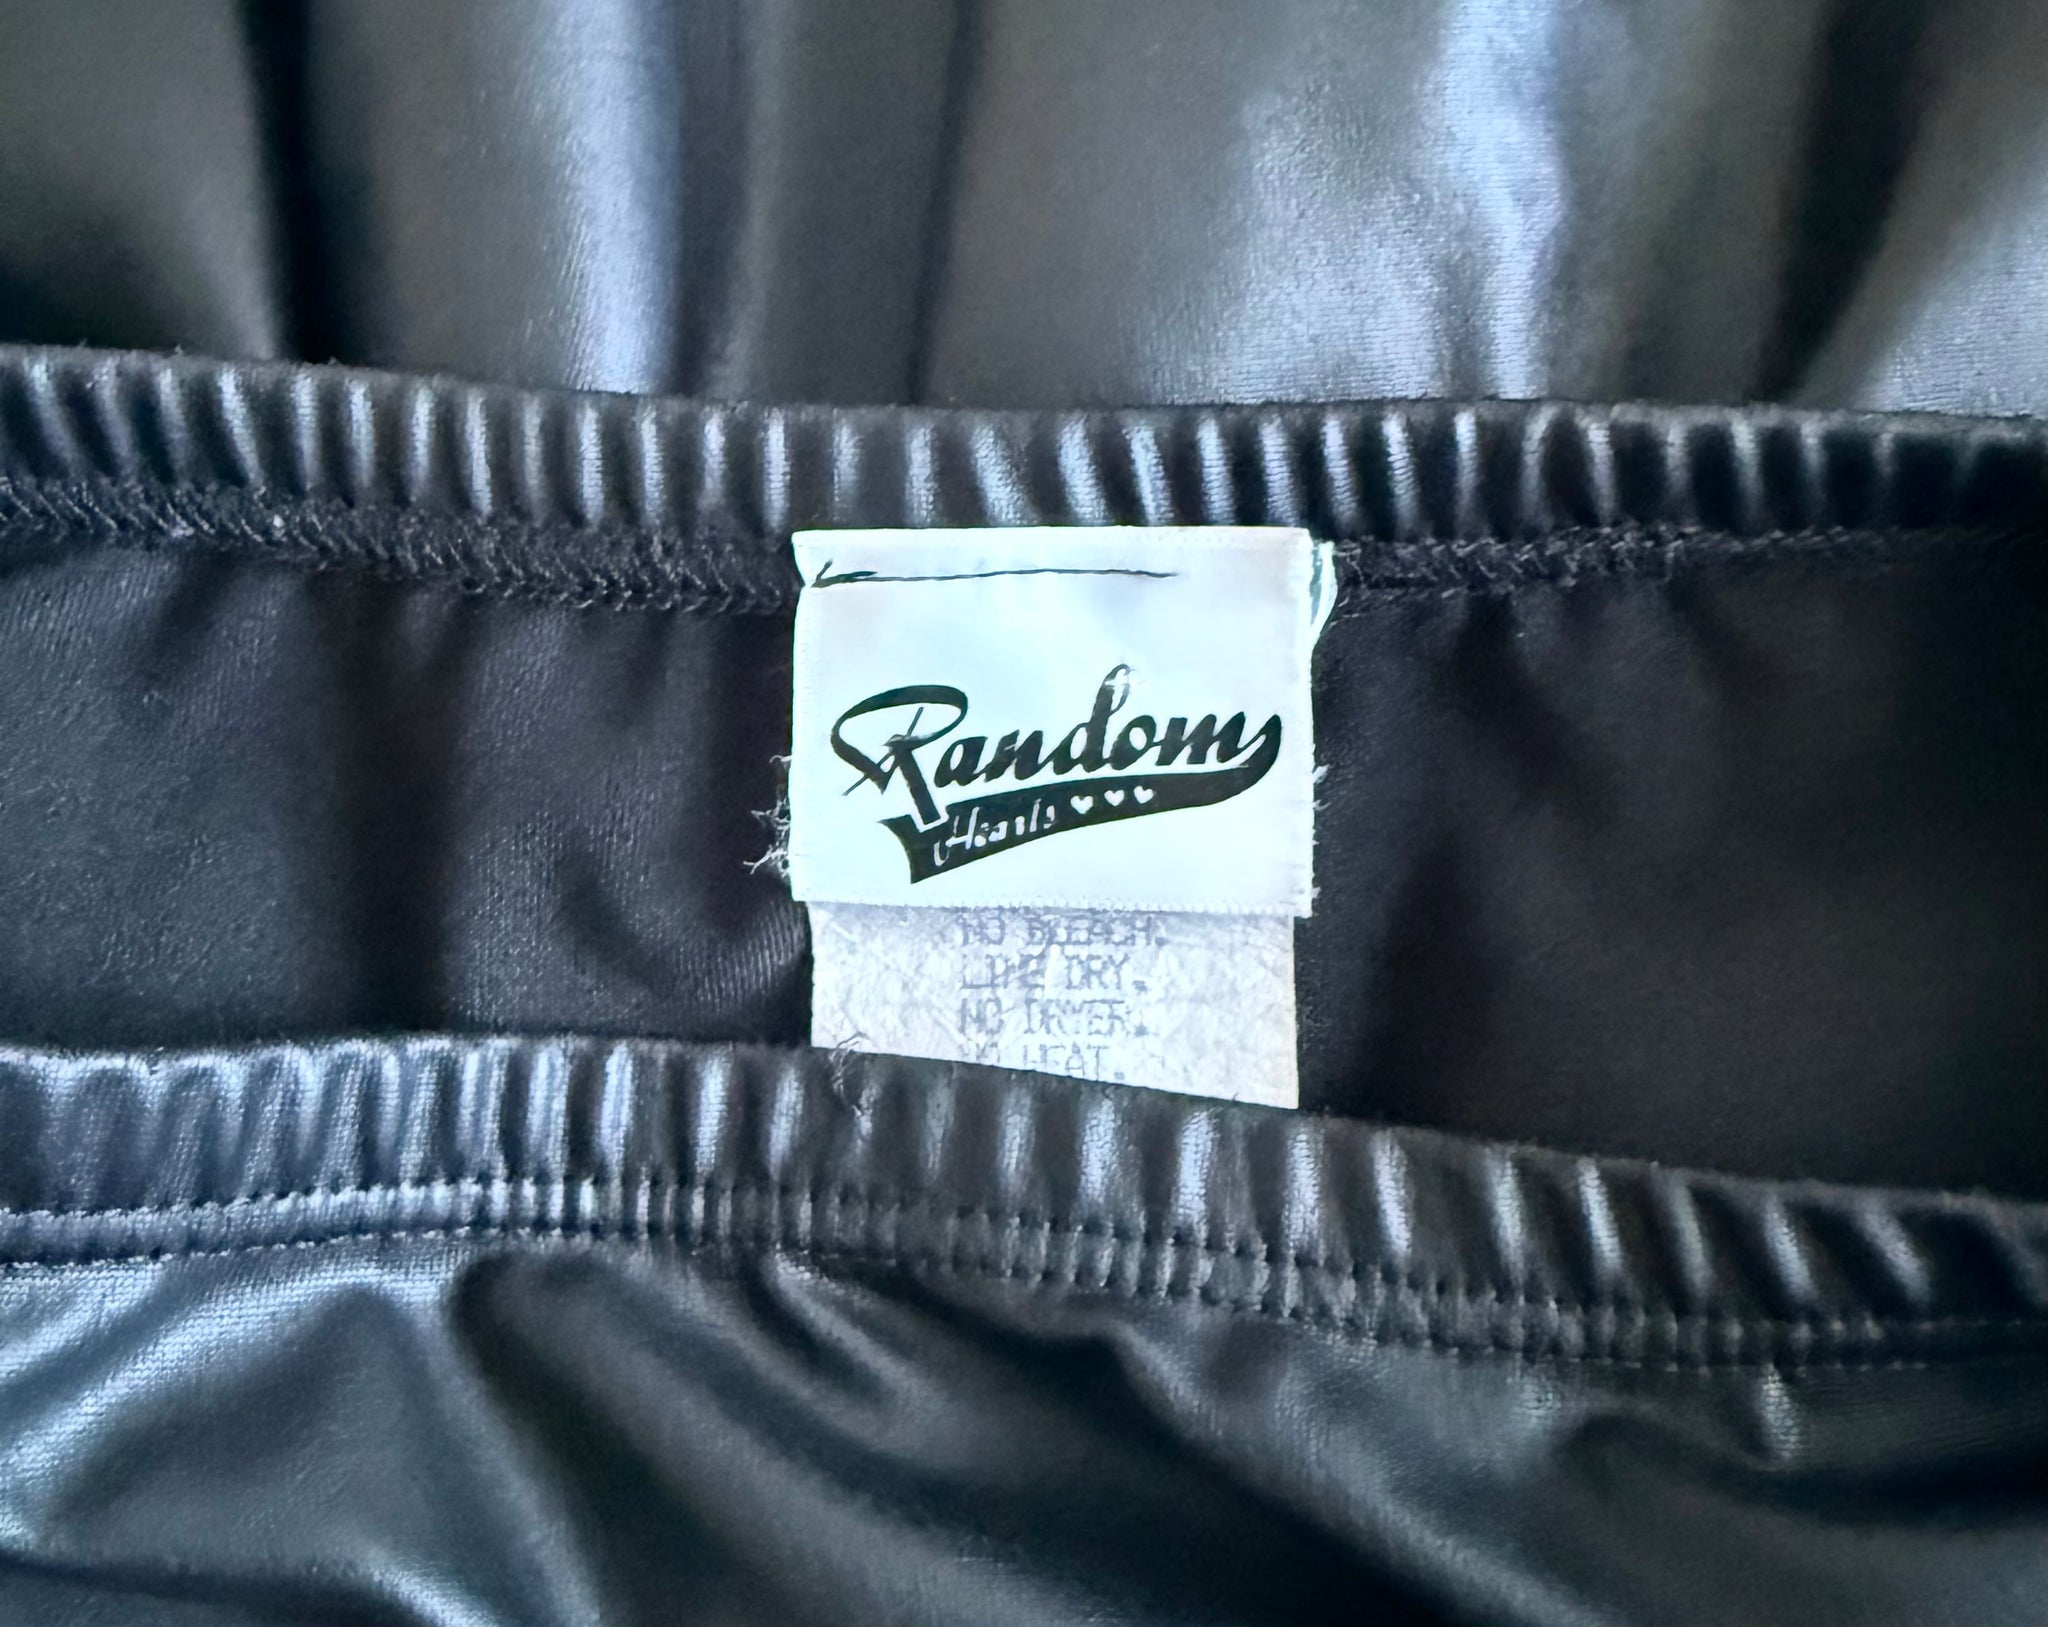 Random
Hearts
NO BLEACH.
LINE DRY.
NO DRYER.
NO HEAT.